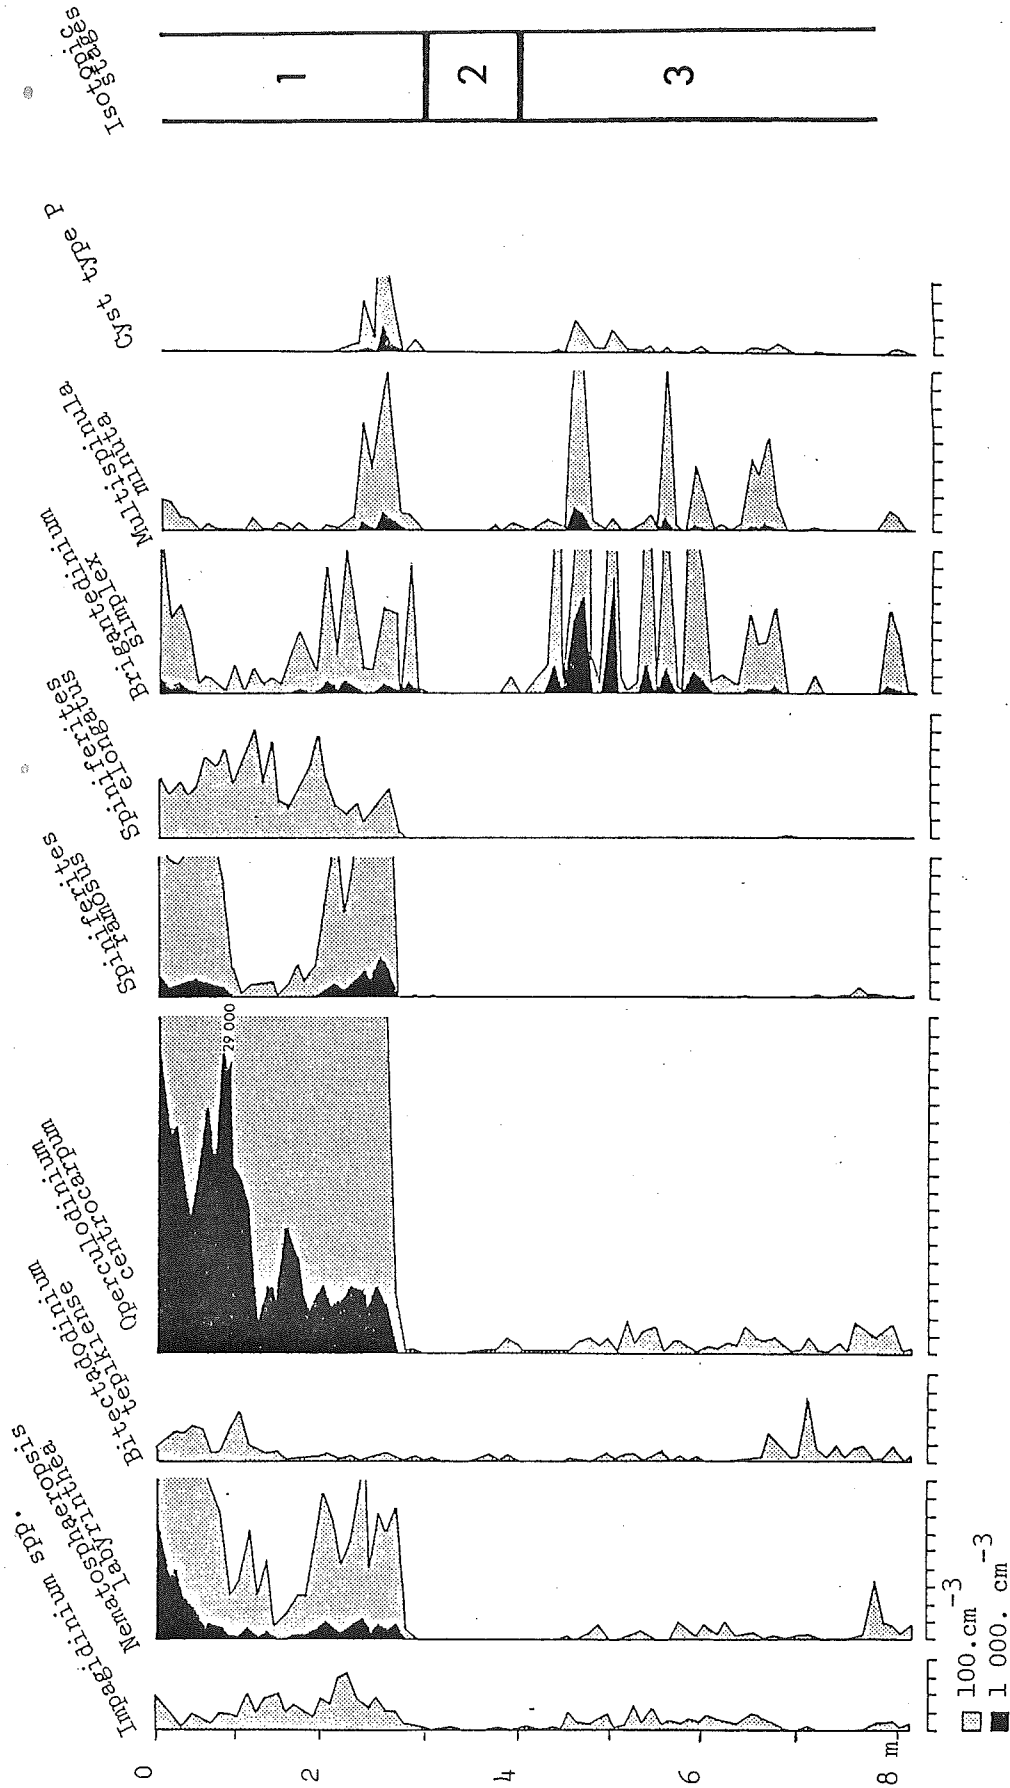 Isotopic
stages
1
2
3
Cyst type P
Multispinula
minuta
Brigantedinium
simplex
Spiniferites
elongatus
Spiniferites
ramosus
29 000
Operculodinium
centrocarpum
Bitectadodinium
tepikiense
Nematosphaeropsis
labyrinthea
Impagidinium spp.
0
2
4
6
8 m
100.cm-3
1 000. cm-3